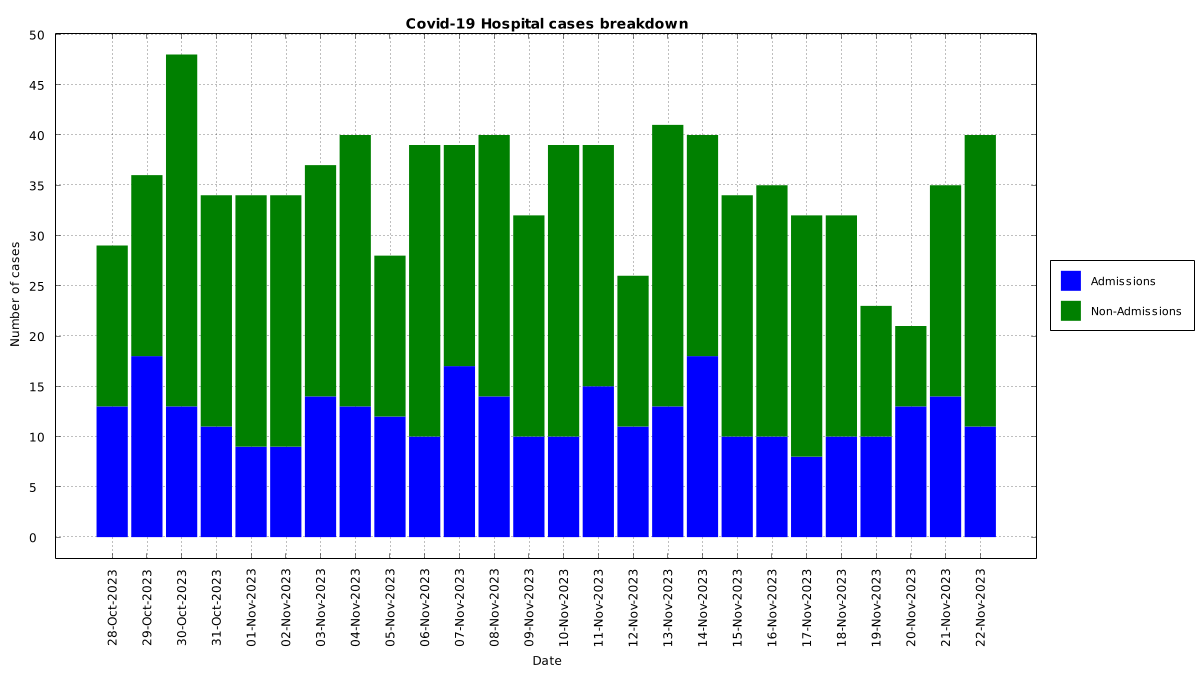 Covid-19 Hospital cases breakdown
50
45
40
35
30
25
20
15
10
5
0
Number of cases
28-Oct-2023
29-Oct-2023
30-Oct-2023
31-Oct-2023
01-Nov-2023
02-Nov-2023
03-Nov-2023
04-Nov-2023
05-Nov-2023
06-Nov-2023
07-Nov-2023
08-Nov-2023
09-Nov-2023
10-Nov-2023
11-Nov-2023
12-Nov-2023
13-Nov-2023
14-Nov-2023
15-Nov-2023
16-Nov-2023
17-Nov-2023
18-Nov-2023
19-Nov-2023
20-Nov-2023
21-Nov-2023
22-Nov-2023
Date
Admissions
Non-Admissions